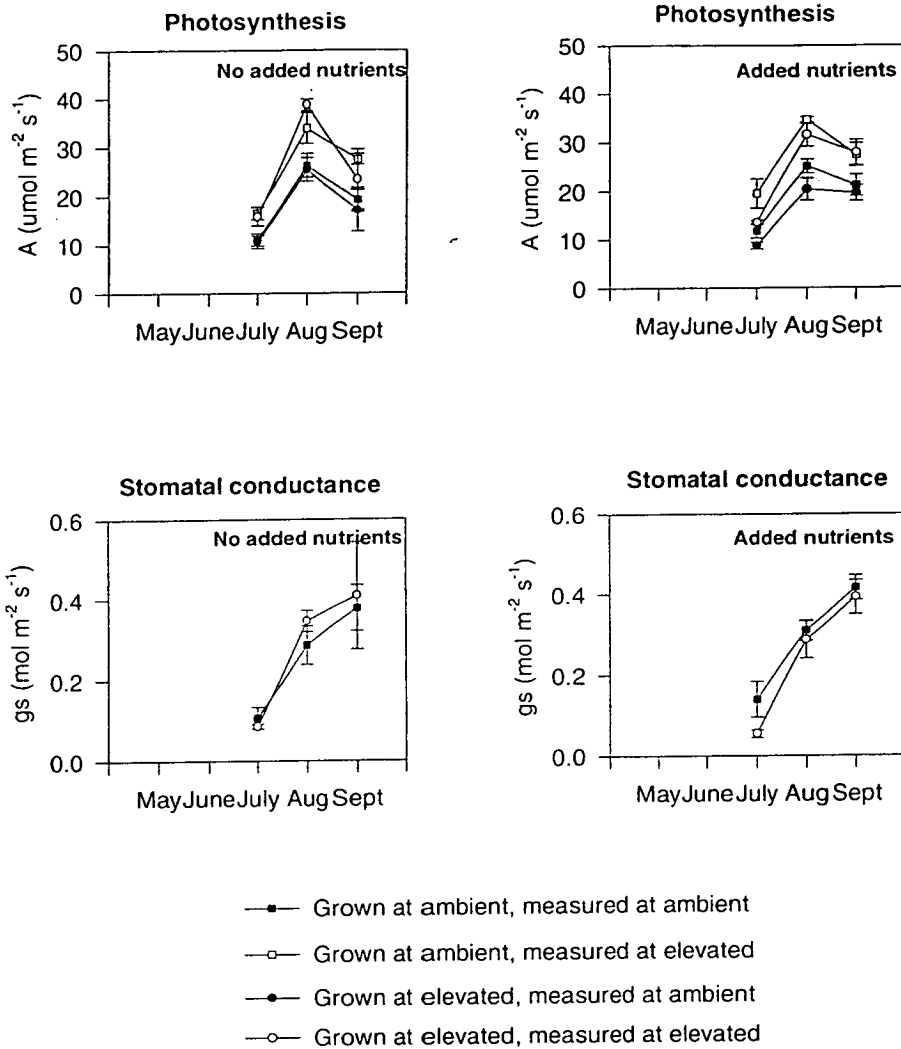 Photosynthesis
No added nutrients
50
40
30
20
10
0
A (umol m-2 s-1)
MayJuneJuly Aug Sept
Photosynthesis
Added nutrients
50
40
30
20
10
0
A (umol m-2 s-1)
MayJuneJuly Aug Sept
Stomatal conductance
No added nutrients
0.6
0.4
0.2
0.0
gs (mol m-2 s-1)
MayJuneJuly Aug Sept
Stomatal conductance
Added nutrients
0.6
0.4
0.2
0.0
gs (mol m-2 s-1)
MayJuneJuly Aug Sept
Grown at ambient, measured at ambient
Grown at ambient, measured at elevated
Grown at elevated, measured at ambient
Grown at elevated, measured at elevated